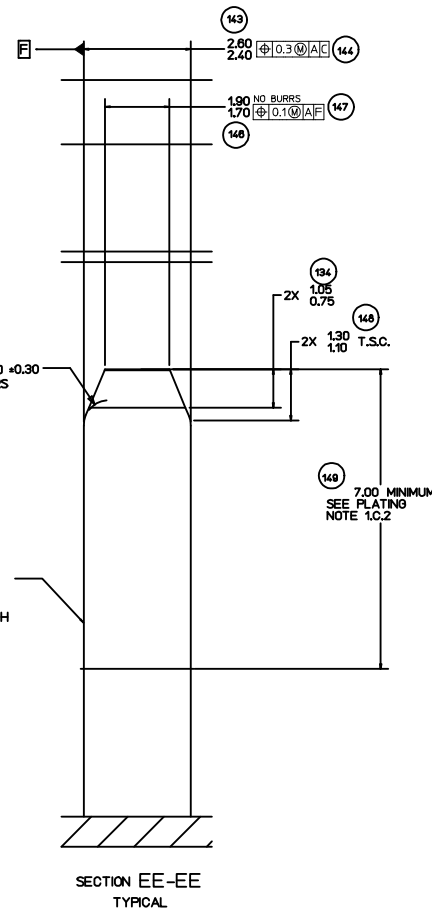 143
F
2.60
2.40 ⌖ 0.3 Ⓜ A C 144
1.90 NO BURRS
1.70 ⌖ 0.1 Ⓜ A F 147
146
134
2X 1.05
0.75
148
2X 1.30 T.S.C.
1.10
±0.30
149
7.00 MINIMUM
SEE PLATING
NOTE 1.C.2
H
SECTION EE-EE
TYPICAL